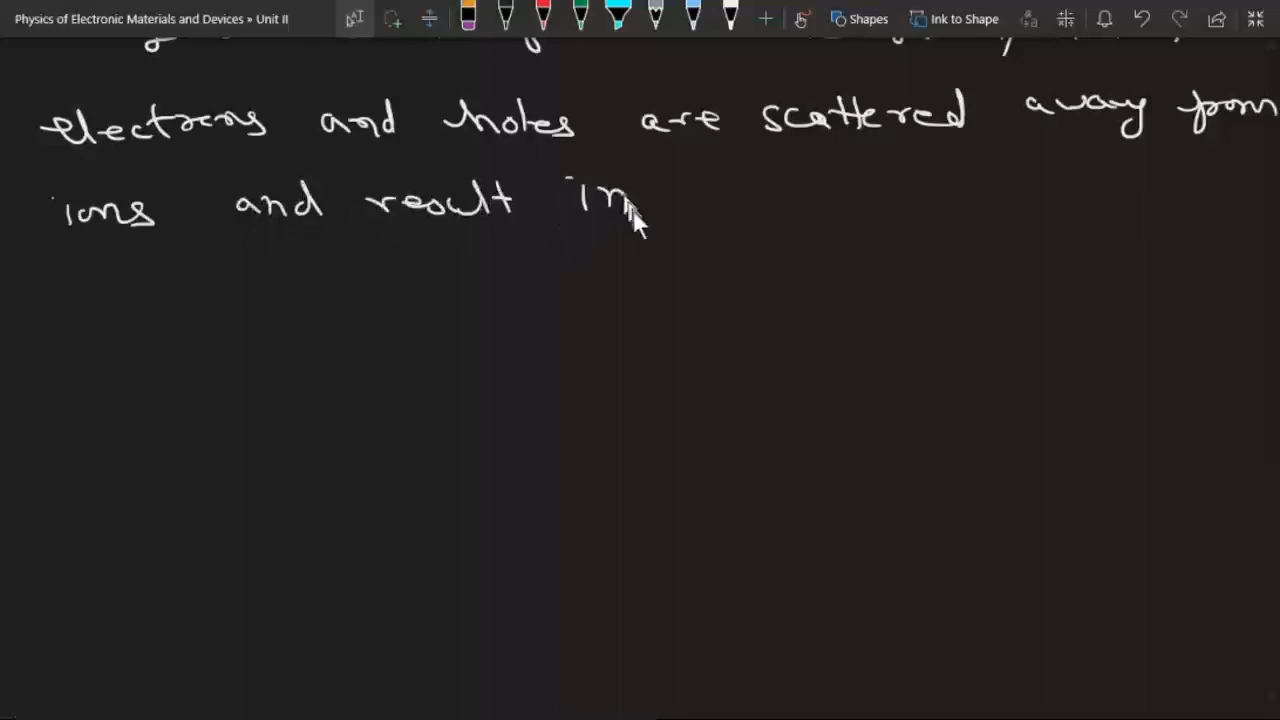 Physics of Electronic Materials and Devices » Unit II
Shapes
Ink to Shape
electrons and holes are scattered away from
ions and result in